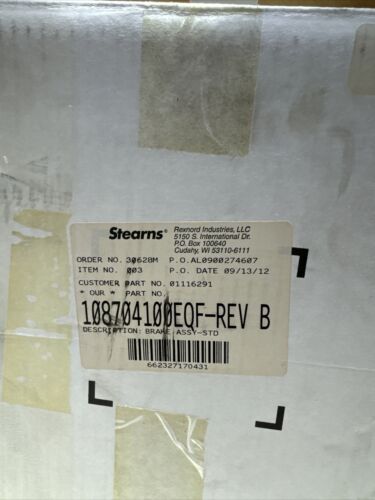 Stearns®
Rexnord Industries, LLC
5150 S. International Dr.
P.O. Box 100640
Cudahy, WI 53110-6111
ORDER NO. 30628M P.O.AL0900274607
ITEM NO. 003 P.O. DATE 09/13/12
CUSTOMER PART NO. 01116291
* OUR * PART NO.
108704100EQF-REV B
DESCRIPTION: BRAKE ASSY-STD
662327170431